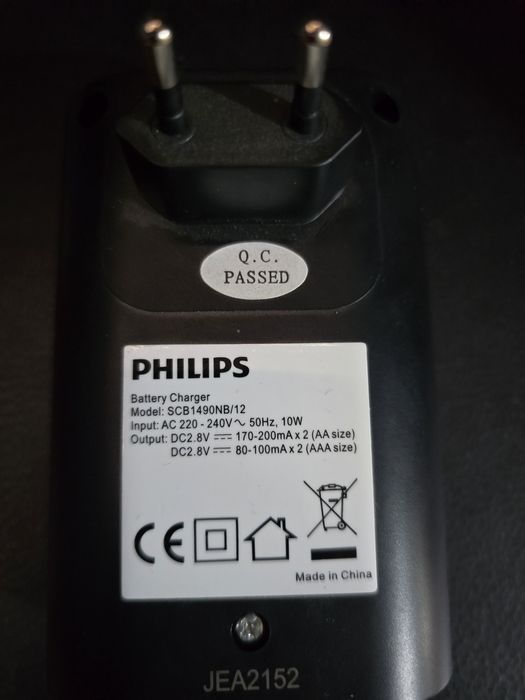 Q.C.
PASSED
PHILIPS
Battery Charger
Model: SCB1490NB/12
Input: AC 220 - 240V ~ 50Hz, 10W
Output: DC2.8V ⎓ 170-200mA x 2 (AA size)
DC2.8V ⎓ 80-100mA x 2 (AAA size)
CE
Made in China
JEA2152